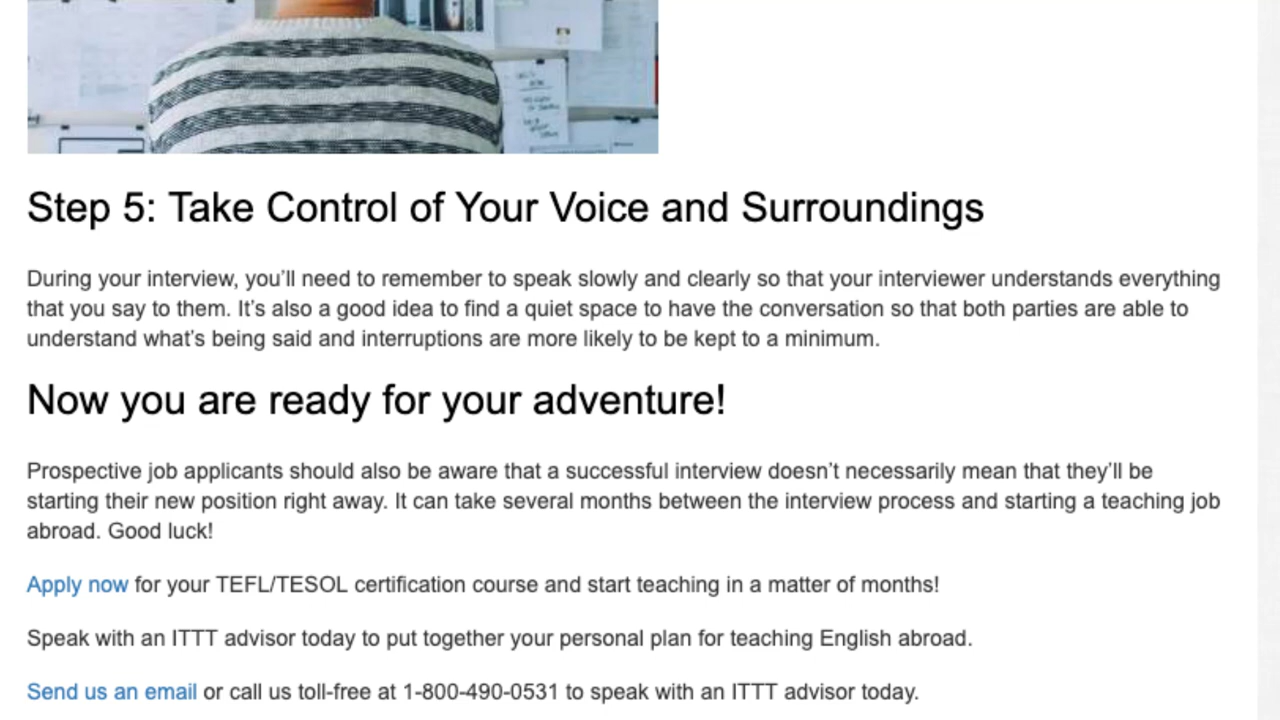 Step 5: Take Control of Your Voice and Surroundings
During your interview, you’ll need to remember to speak slowly and clearly so that your interviewer understands everything
that you say to them. It’s also a good idea to find a quiet space to have the conversation so that both parties are able to
understand what’s being said and interruptions are more likely to be kept to a minimum.
Now you are ready for your adventure!
Prospective job applicants should also be aware that a successful interview doesn’t necessarily mean that they’ll be
starting their new position right away. It can take several months between the interview process and starting a teaching job
abroad. Good luck!
Apply now for your TEFL/TESOL certification course and start teaching in a matter of months!
Speak with an ITTT advisor today to put together your personal plan for teaching English abroad.
Send us an email or call us toll-free at 1-800-490-0531 to speak with an ITTT advisor today.